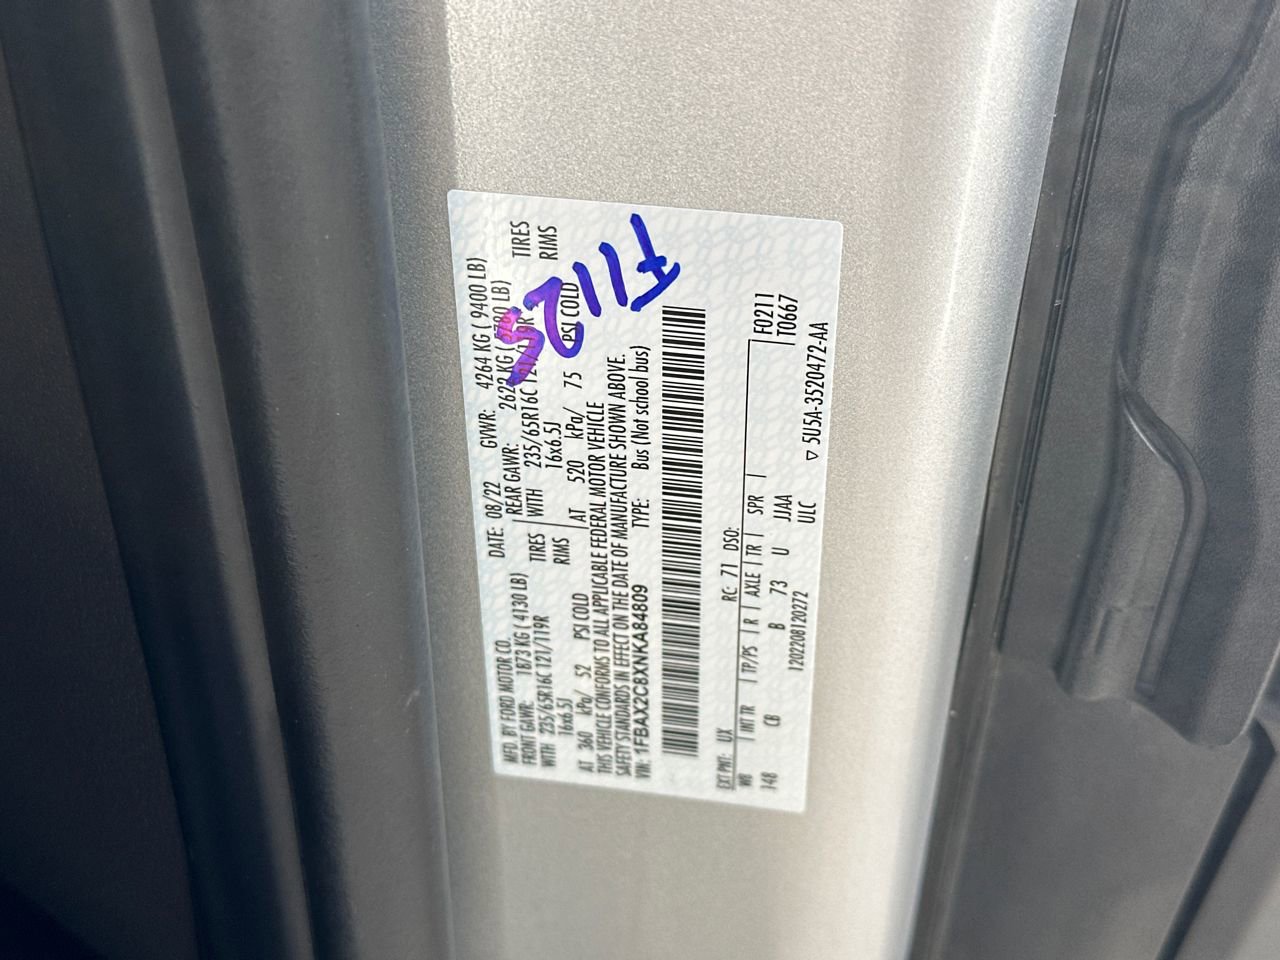 MFD. BY FORD MOTOR CO. DATE: 08/22 GVWR: 4264 KG ( 9400 LB)
FRONT GAWR: 1873 KG ( 4130 LB) REAR GAWR: 2622 KG ( 5780 LB)
WITH 235/65R16C 121/119R TIRES WITH 235/65R16C 121/119R TIRES
16x6.5J RIMS 16x6.5J RIMS
AT 360 kPa/ 52 PSI COLD AT 520 kPa/ 75 PSI COLD
THIS VEHICLE CONFORMS TO ALL APPLICABLE FEDERAL MOTOR VEHICLE
SAFETY STANDARDS IN EFFECT ON THE DATE OF MANUFACTURE SHOWN ABOVE.
VIN: 1FBAX2C8XNKA84809 TYPE: Bus (Not school bus)
EXT PNT: UX RC: 71 DSO:
WB INT TR TP/PS R AXLE TR SPR F0211
148 CB B 73 U JJAA T0667
1202208120272 ULC
▽ 5U5A-3520472-AA